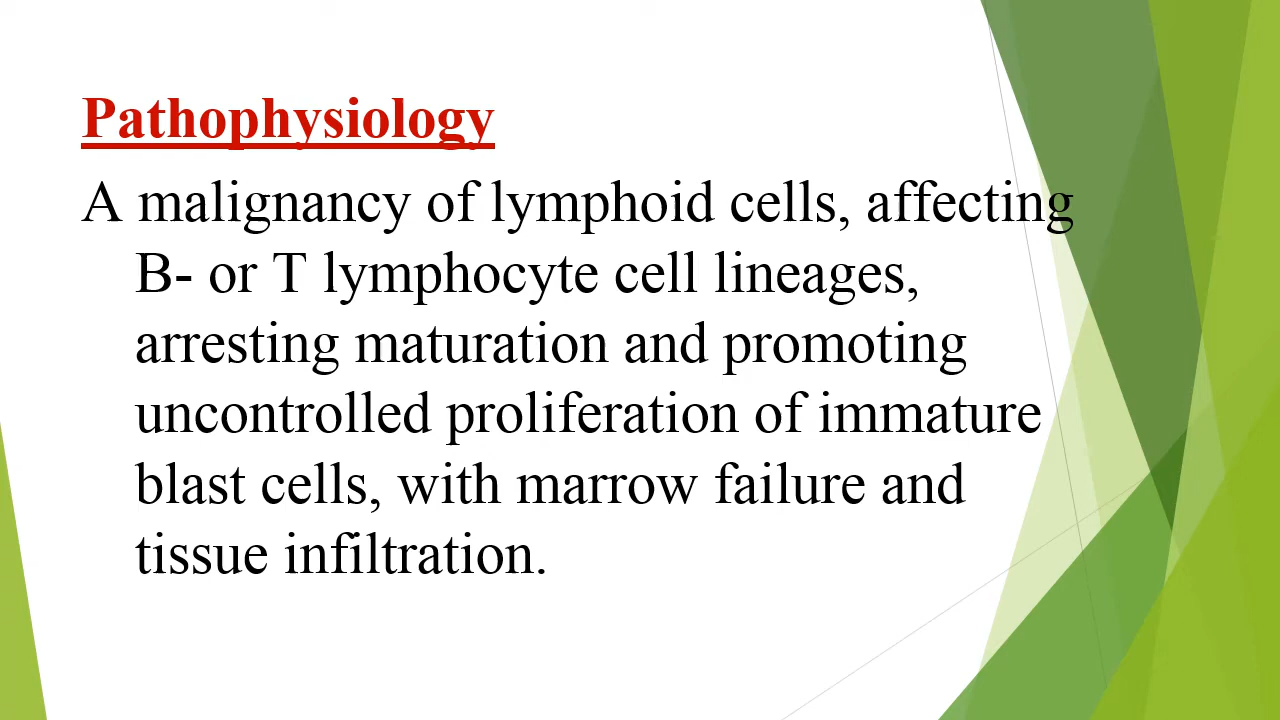 Pathophysiology
A malignancy of lymphoid cells, affecting
B- or T lymphocyte cell lineages,
arresting maturation and promoting
uncontrolled proliferation of immature
blast cells, with marrow failure and
tissue infiltration.